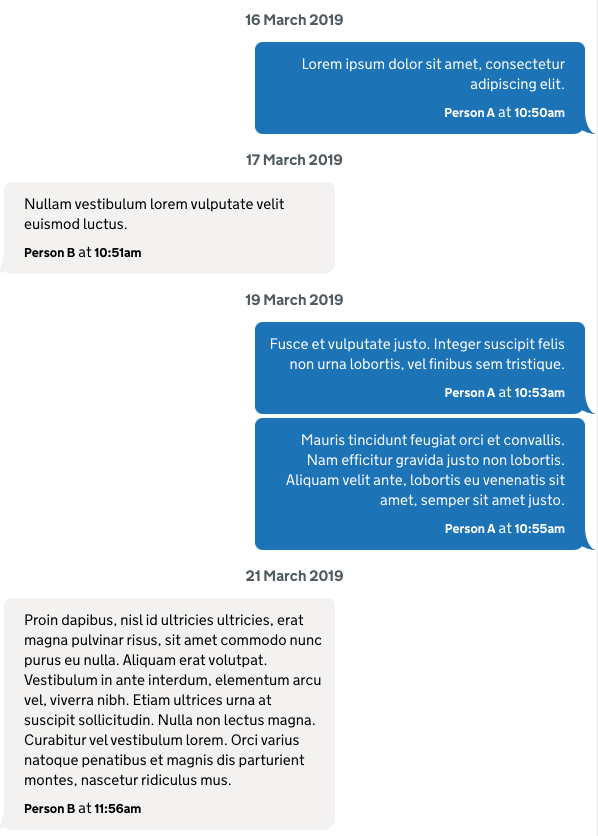 16 March 2019
Lorem ipsum dolor sit amet, consectetur
adipiscing elit.
Person A at 10:50am
17 March 2019
Nullam vestibulum lorem vulputate velit
euismod luctus.
Person B at 10:51am
19 March 2019
Fusce et vulputate justo. Integer suscipit felis
non urna lobortis, vel finibus sem tristique.
Person A at 10:53am
Mauris tincidunt feugiat orci et convallis.
Nam efficitur gravida justo non lobortis.
Aliquam velit ante, lobortis eu venenatis sit
amet, semper sit amet justo.
Person A at 10:55am
21 March 2019
Proin dapibus, nisl id ultricies ultricies, erat
magna pulvinar risus, sit amet commodo nunc
purus eu nulla. Aliquam erat volutpat.
Vestibulum in ante interdum, elementum arcu
vel, viverra nibh. Etiam ultrices urna at
suscipit sollicitudin. Nulla non lectus magna.
Curabitur vel vestibulum lorem. Orci varius
natoque penatibus et magnis dis parturient
montes, nascetur ridiculus mus.
Person B at 11:56am